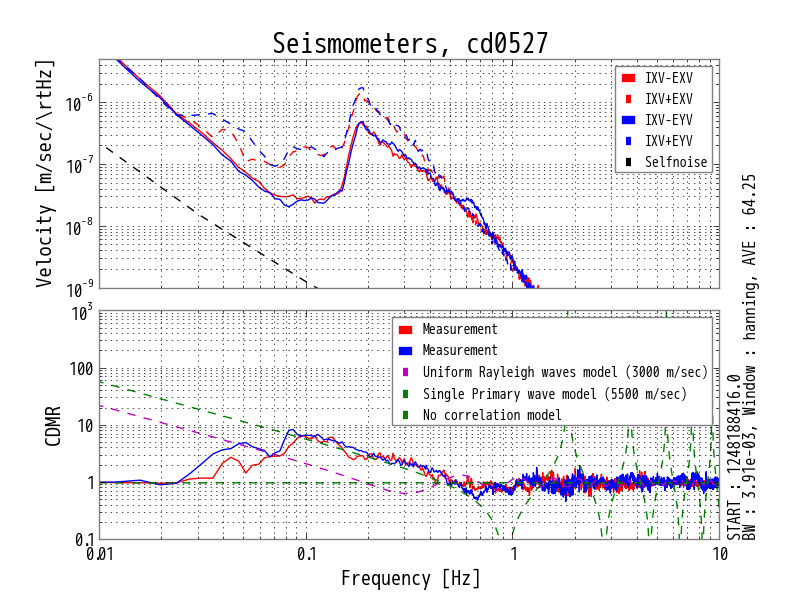 Seismometers, cd0527
Velocity [m/sec/\rtHz]
10^-6
10^-7
10^-8
10^-9
IXV-EXV
IXV+EXV
IXV-EYV
IXV+EYV
Selfnoise
CDMR
10^3
100
10
1
0.1
Measurement
Measurement
Uniform Rayleigh waves model (3000 m/sec)
Single Primary wave model (5500 m/sec)
No correlation model
0.01
0.1
1
10
Frequency [Hz]
START : 1248188416.0
BW : 3.91e-03, Window : hanning, AVE : 64.25